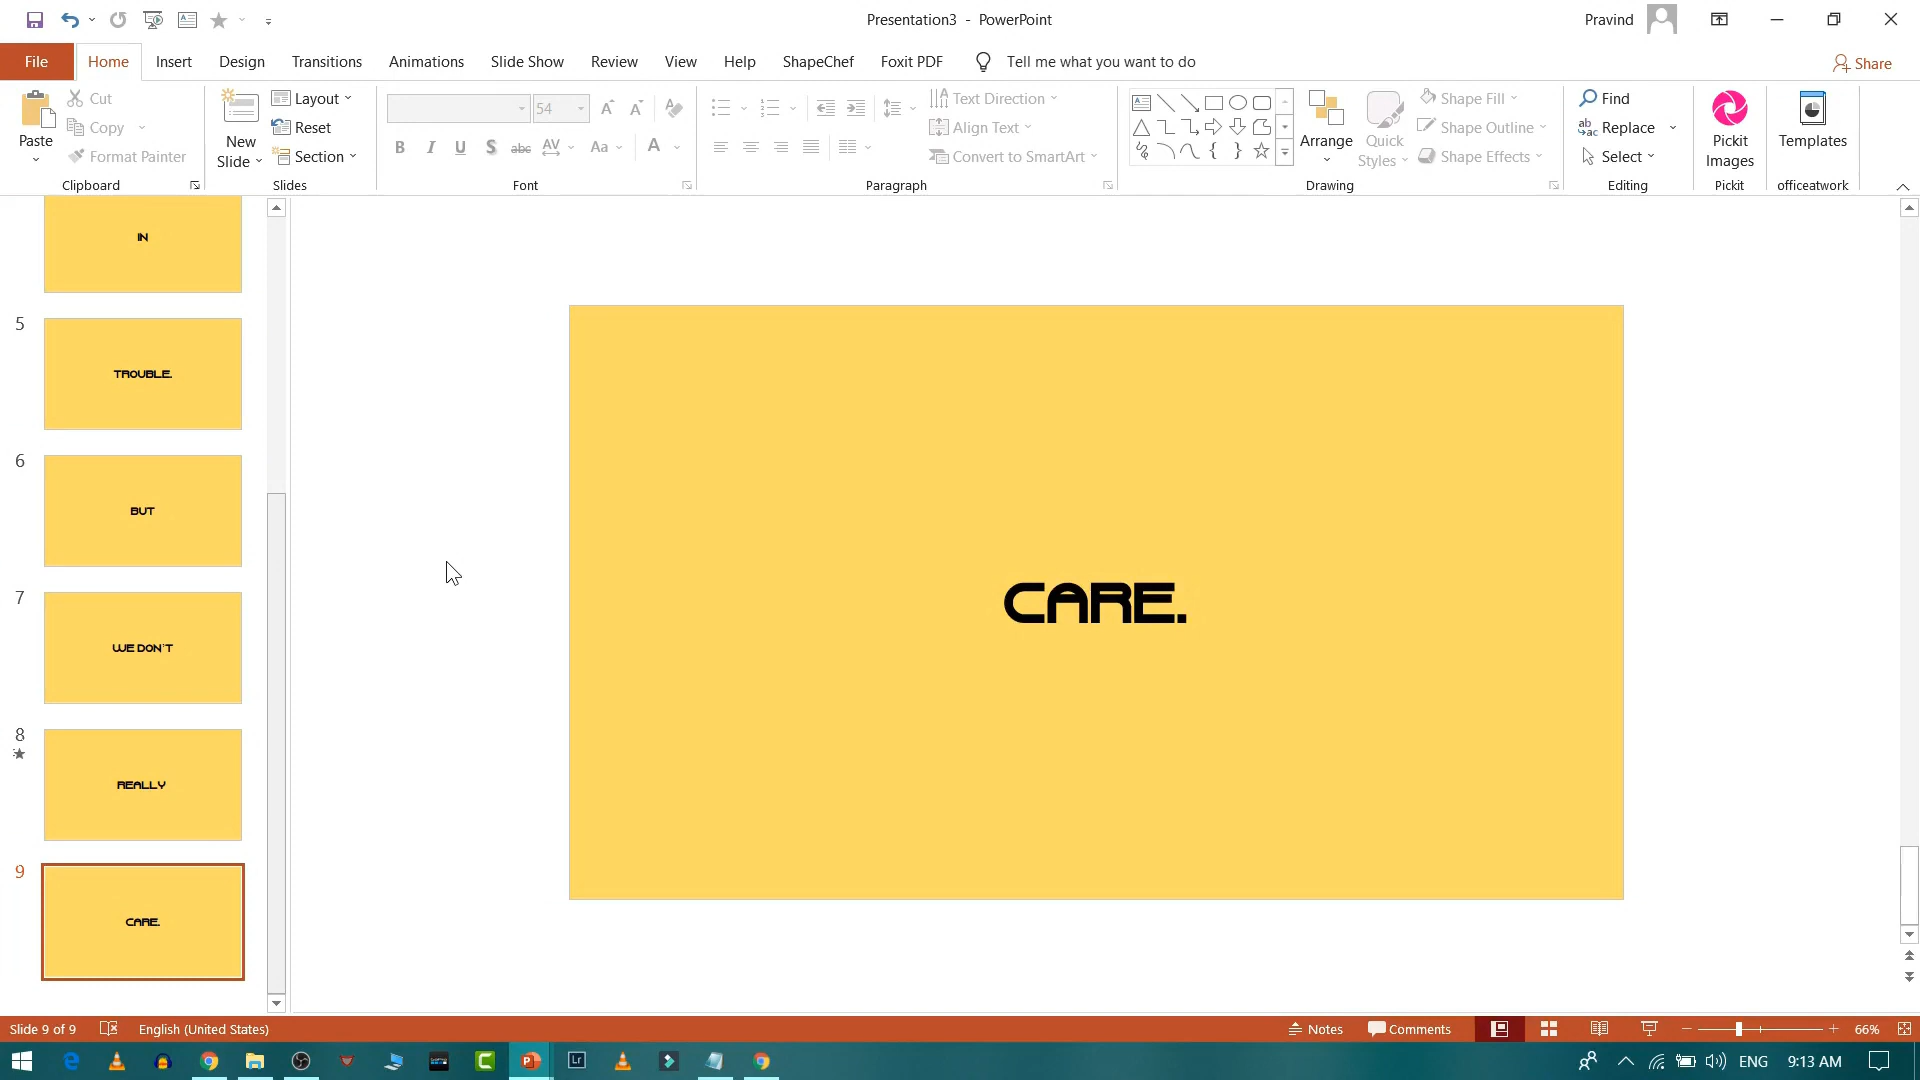 Presentation3 - PowerPoint
Pravind
File
Home
Insert
Design
Transitions
Animations
Slide Show
Review
View
Help
ShapeChef
Foxit PDF
Tell me what you want to do
Share
Paste
Cut
Copy
Format Painter
Clipboard
New
Slide
Layout
Reset
Section
Slides
54
B I U S abc AV Aa A
Font
Text Direction
Align Text
Convert to SmartArt
Paragraph
Arrange
Quick
Styles
Shape Fill
Shape Outline
Shape Effects
Drawing
Find
Replace
Select
Editing
Pickit
Images
Pickit
Templates
officeatwork
IN
5
TROUBLE.
6
BUT
7
WE DON'T
8
REALLY
9
CARE.
CARE.
Slide 9 of 9
English (United States)
Notes
Comments
66%
Lr
ENG
9:13 AM